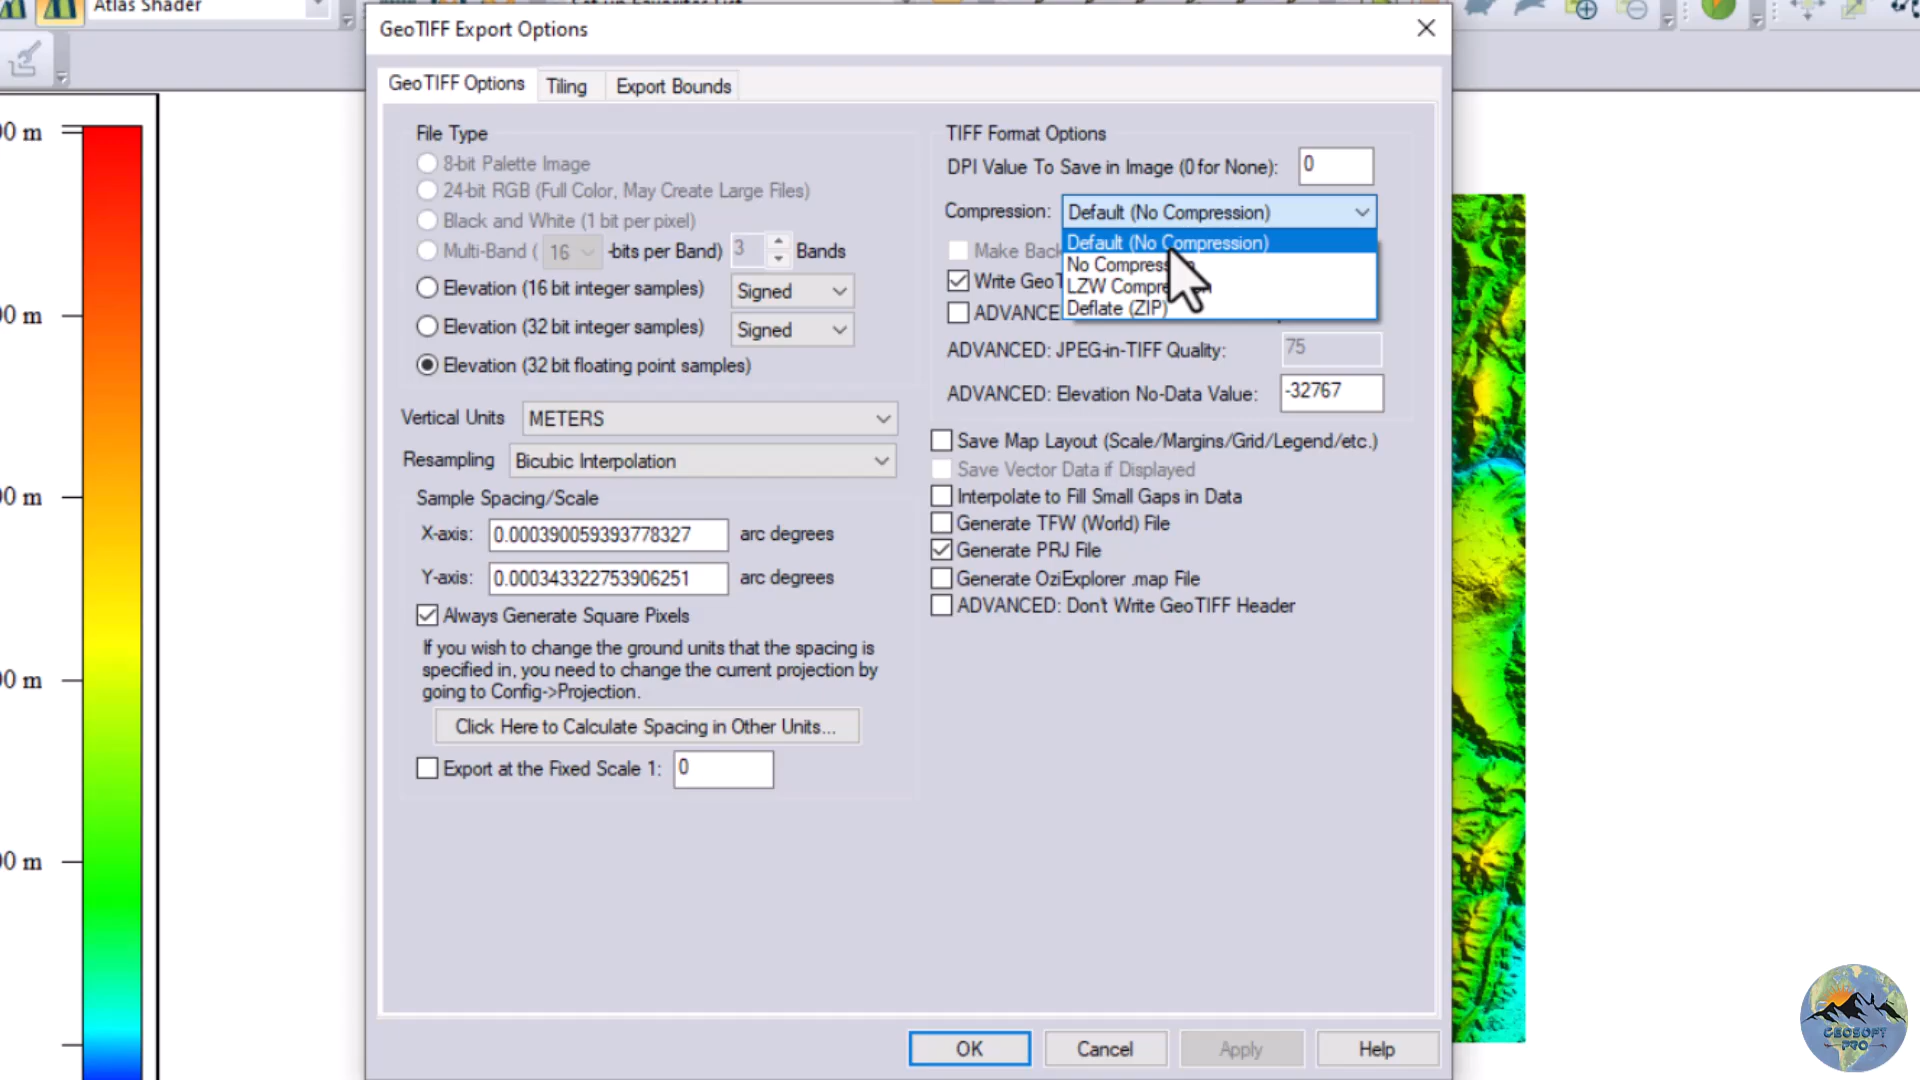 Atlas Shader
GeoTIFF Export Options
GeoTIFF Options
Tiling
Export Bounds
File Type
8-bit Palette Image
24-bit RGB (Full Color, May Create Large Files)
Black and White (1 bit per pixel)
Multi-Band ( 16 -bits per Band) 3 Bands
Elevation (16 bit integer samples) Signed
Elevation (32 bit integer samples) Signed
Elevation (32 bit floating point samples)
Vertical Units METERS
Resampling Bicubic Interpolation
Sample Spacing/Scale
X-axis: 0.000390059393778327 arc degrees
Y-axis: 0.000343322753906251 arc degrees
Always Generate Square Pixels
If you wish to change the ground units that the spacing is
specified in, you need to change the current projection by
going to Config->Projection.
Click Here to Calculate Spacing in Other Units...
Export at the Fixed Scale 1: 0
TIFF Format Options
DPI Value To Save in Image (0 for None): 0
Compression: Default (No Compression)
Default (No Compression)
No Compress
LZW Compre
Deflate (ZIP)
Make Back
Write GeoT
ADVANCE
ADVANCED: JPEG-in-TIFF Quality: 75
ADVANCED: Elevation No-Data Value: -32767
Save Map Layout (Scale/Margins/Grid/Legend/etc.)
Save Vector Data if Displayed
Interpolate to Fill Small Gaps in Data
Generate TFW (World) File
Generate PRJ File
Generate OziExplorer .map File
ADVANCED: Don't Write GeoTIFF Header
OK
Cancel
Apply
Help
00 m
00 m
00 m
00 m
00 m
GEOSOFT
PRO